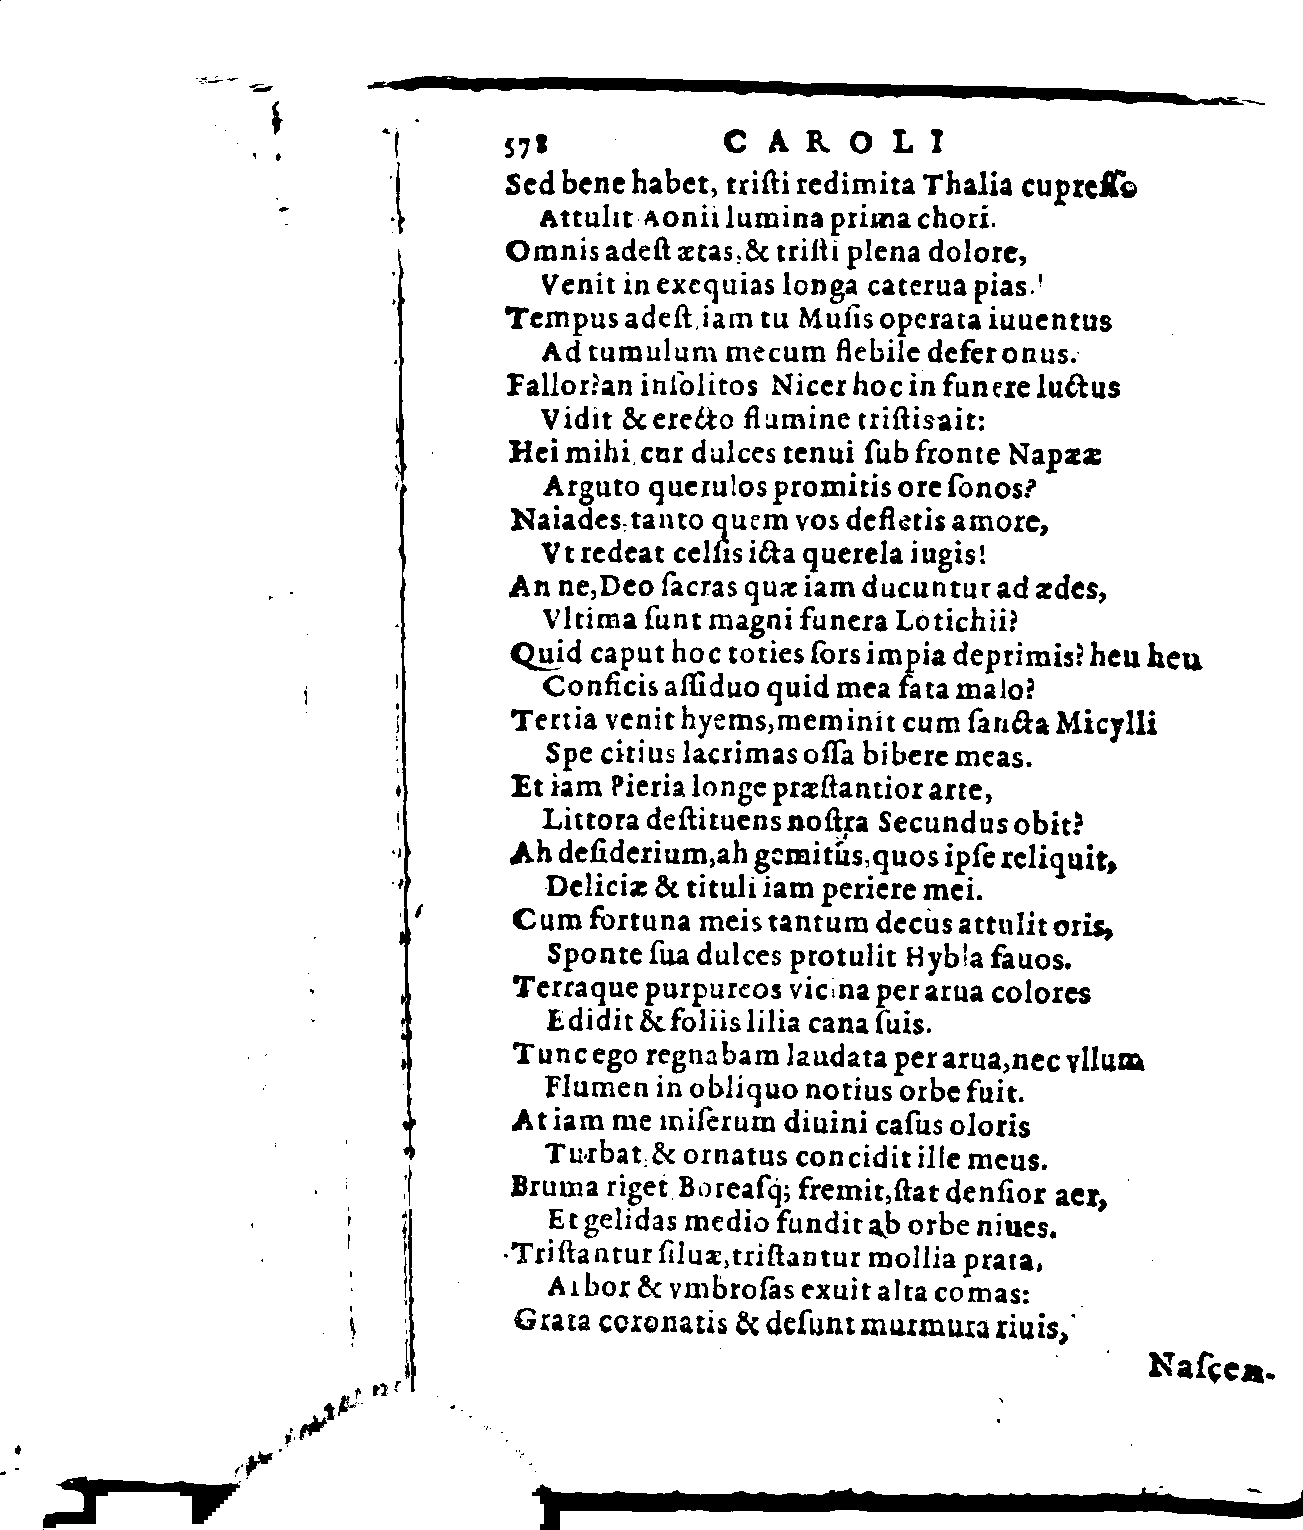 578 CAROLI
Sed bene habet, tristi redimita Thalia cupresso
Attulit Aonii lumina prima chori.
Omnis adest ætas, & tristi plena dolore,
Venit in exequias longa caterua pias.
Tempus adest, iam tu Musis operata iuuentus
Ad tumulum mecum flebile defer onus.
Fallor? an insolitos Nicer hoc in funere luctus
Vidit & erecto flumine tristis ait:
Hei mihi, cur dulces tenui sub fronte Napææ
Arguto querulos promitis ore sonos?
Naiades, tanto quem vos defletis amore,
Vt redeat celsis icta querela iugis!
An ne, Deo sacras quæ iam ducuntur ad ædes,
Vltima sunt magni funera Lotichii?
Quid caput hoc toties sors impia deprimis? heu heu
Conficis assiduo quid mea fata malo?
Tertia venit hyems, meminit cum sancta Micylli
Spe citius lacrimas ossa bibere meas.
Et iam Pieria longe præstantior arte,
Littora destituens nostra Secundus obit?
Ah desiderium, ah gemitus, quos ipse reliquit,
Deliciæ & tituli iam periere mei.
Cum fortuna meis tantum decus attulit oris,
Sponte sua dulces protulit Hybla fauos.
Terraque purpureos vicina per arua colores
Edidit & foliis lilia cana suis.
Tunc ego regnabam laudata per arua, nec vllum
Flumen in obliquo notius orbe fuit.
At iam me miserum diuini casus oloris
Turbat, & ornatus concidit ille meus.
Bruma riget Boreasq; fremit, stat densior aer,
Et gelidas medio fundit ab orbe niues.
Tristantur siluæ, tristantur mollia prata,
Arbor & vmbrosas exuit alta comas:
Grata coronatis & desunt murmura riuis,
Nascen-